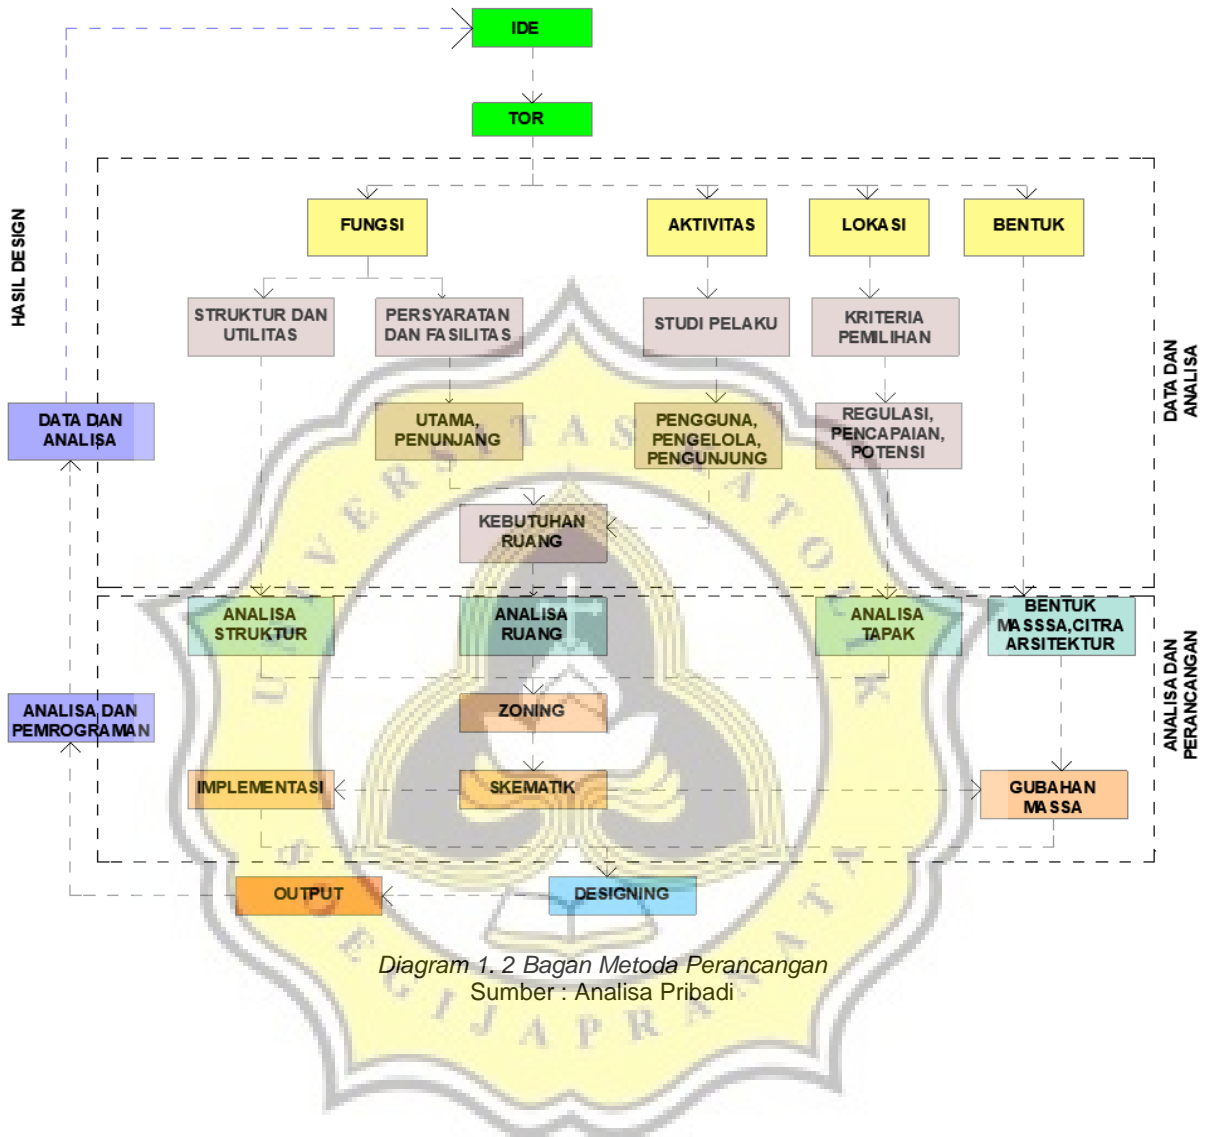 IDE
TOR
FUNGSI
AKTIVITAS
LOKASI
BENTUK
HASIL DESIGN
STRUKTUR DAN
UTILITAS
PERSYARATAN
DAN FASILITAS
STUDI PELAKU
KRITERIA
PEMILIHAN
DATA DAN
ANALISA
DATA DAN
ANALISA
UTAMA,
PENUNJANG
PENGGUNA,
PENGELOLA,
PENGUNJUNG
REGULASI,
PENCAPAIAN,
POTENSI
KEBUTUHAN
RUANG
ANALISA
STRUKTUR
ANALISA
RUANG
ANALISA
TAPAK
BENTUK
MASSSA,CITRA
ARSITEKTUR
ANALISA DAN
PERANCANGAN
ANALISA DAN
PEMROGRAMAN
ZONING
IMPLEMENTASI
SKEMATIK
GUBAHAN
MASSA
OUTPUT
DESIGNING
Diagram 1. 2 Bagan Metoda Perancangan
Sumber : Analisa Pribadi
UNIVERSITAS KATOLIK
SOEGIJAPRANATA